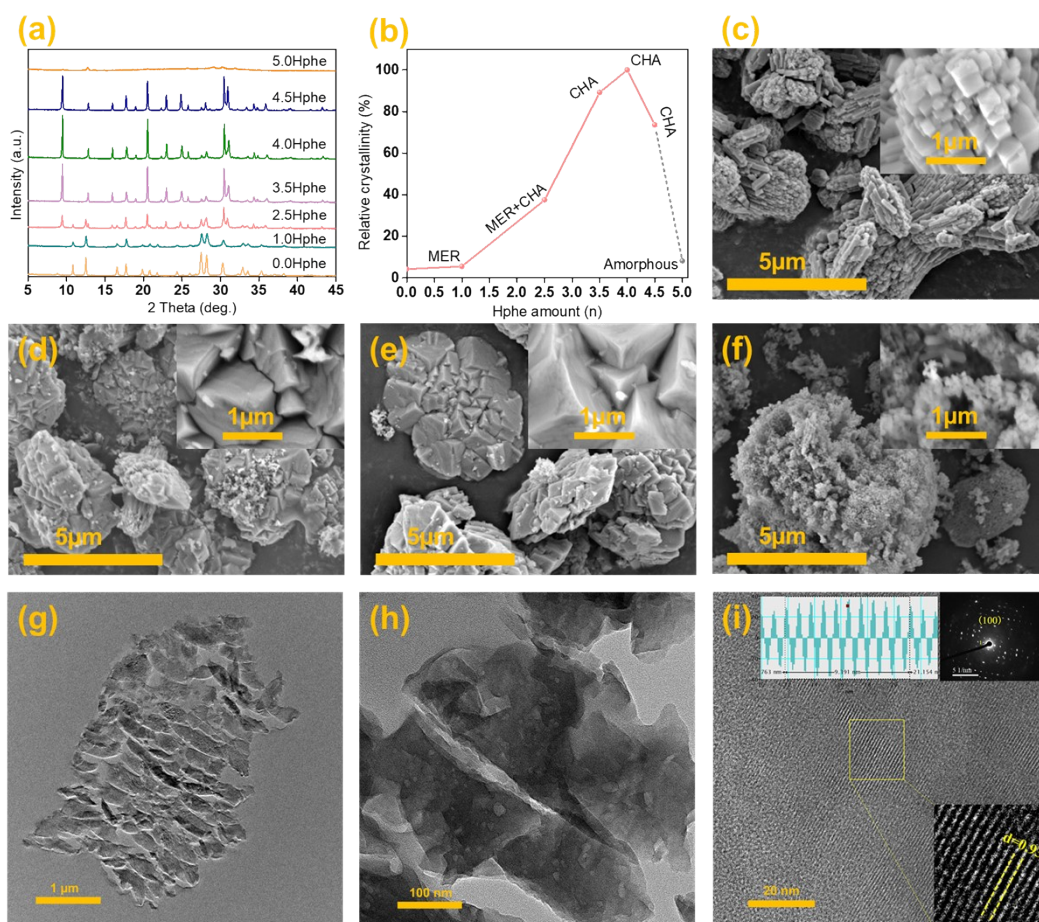 (a)
Intensity (a.u.)
5.0Hphe
4.5Hphe
4.0Hphe
3.5Hphe
2.5Hphe
1.0Hphe
0.0Hphe
5 10 15 20 25 30 35 40 45
2 Theta (deg.)
(b)
Relative crystallinity (%)
100
80
60
40
20
0
MER
MER+CHA
CHA
CHA
CHA
Amorphous
0.0 1.0 1.5 2.0 2.5 3.0 3.5 4.0 4.5 5.0
Hphe amount (n)
(c)
1μm
5μm
(d)
1μm
5μm
(e)
1μm
5μm
(f)
1μm
5μm
(g)
1 μm
(h)
100 nm
(i)
(100)
20 nm